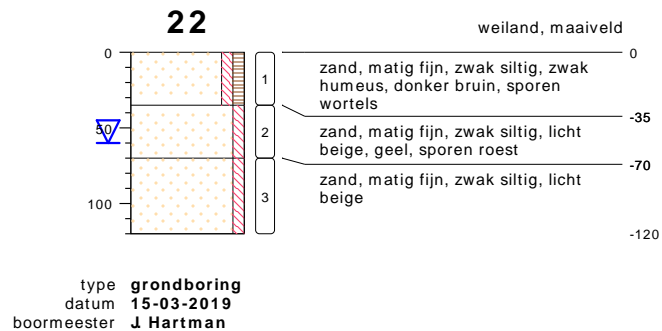 22
weiland, maaiveld
0
0
1
zand, matig fijn, zwak siltig, zwak
humeus, donker bruin, sporen
wortels
-35
50
2
zand, matig fijn, zwak siltig, licht
beige, geel, sporen roest
-70
100
3
zand, matig fijn, zwak siltig, licht
beige
-120
type grondboring
datum 15-03-2019
boormeester J. Hartman